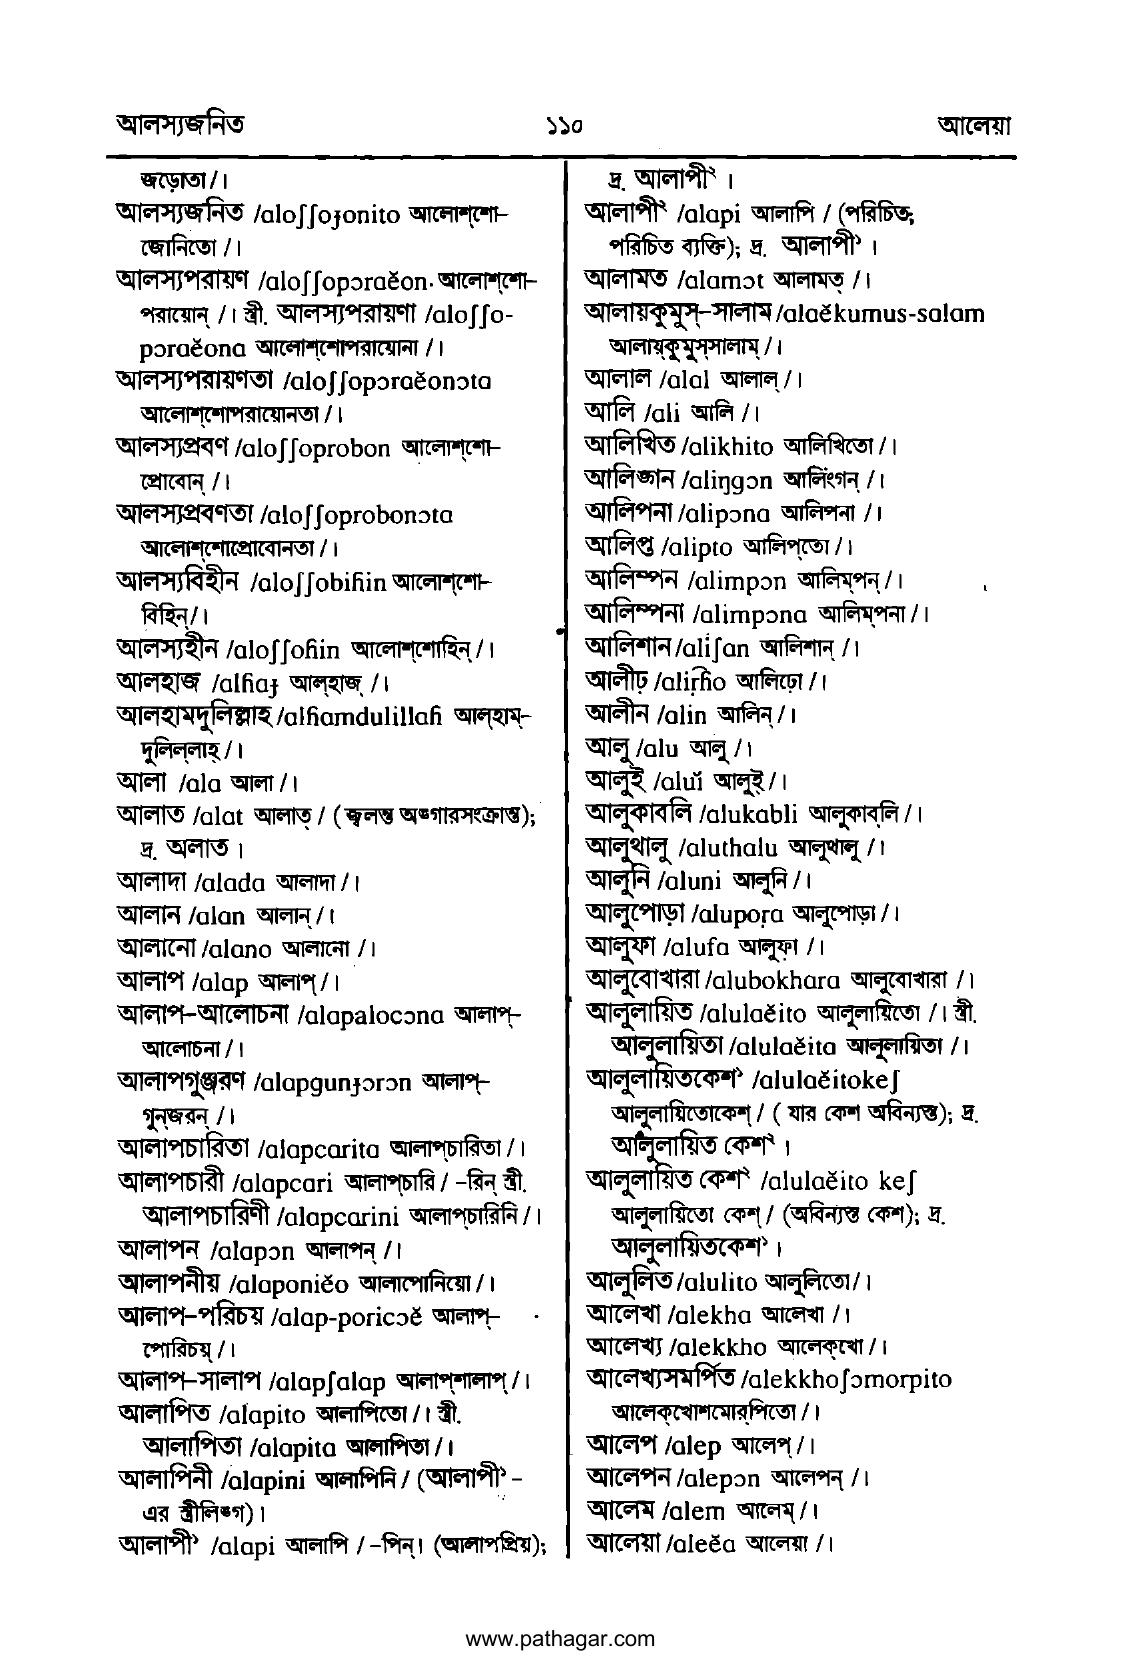 আলস্যজনিত ১১০ আলেয়া
জড়োতা / ।
আলস্যজনিত /aloʃʃoɟonito আলোশ্‌শো-
জোনিতো / ।
আলস্যপরায়ণ /aloʃʃopɔraĕon আলোশ্‌শো-
পরায়োন্ / । স্ত্রী. আলস্যপরায়ণা /aloʃʃo-
pɔraĕona আলোশ্‌শোপরায়োনা / ।
আলস্যপরায়ণতা /aloʃʃopɔraĕonɔta
আলোশ্‌শোপরায়োনতা / ।
আলস্যপ্রবণ /aloʃʃoprobon আলোশ্‌শো-
প্রোবোন্ / ।
আলস্যপ্রবণতা /aloʃʃoprobonɔta
আলোশ্‌শোপ্রোবোনতা / ।
আলস্যবিহীন /aloʃʃobiɦin আলোশ্‌শো-
বিহিন্ / ।
আলস্যহীন /aloʃʃoɦin আলোশ্‌শোহিন্ / ।
আলহাজ /alɦaɟ আল্‌হাজ্ / ।
আলহামদুলিল্লাহ /alɦamdulillaɦ আল্‌হাম্-
দুলিল্‌লাহ্ / ।
আলা /ala আলা / ।
আলাত /alat আলাত্ / (জ্বলন্ত অঙ্গারসংক্রান্ত);
দ্র. অলাত ।
আলাদা /alada আলাদা / ।
আলান /alan আলান্ / ।
আলানো /alano আলানো / ।
আলাপ /alap আলাপ্ / ।
আলাপ-আলোচনা /alapalocɔna আলাপ্-
আলোচনা / ।
আলাপগুঞ্জরণ /alapgunɟɔrɔn আলাপ্-
গুন্‌জরন্ / ।
আলাপচারিতা /alapcarita আলাপ্‌চারিতা / ।
আলাপচারী /alapcari আলাপ্‌চারি / -রিন্ স্ত্রী.
আলাপচারিণী /alapcarini আলাপ্‌চারিনি / ।
আলাপন /alapɔn আলাপন্ / ।
আলাপনীয় /alaponiĕo আলাপোনিয়ো / ।
আলাপ-পরিচয় /alap-poricɔĕ আলাপ্-
পোরিচয়্ / ।
আলাপ-সালাপ /alapʃalap আলাপ্‌শালাপ্ / ।
আলাপিত /alapito আলাপিতো / । স্ত্রী.
আলাপিতা /alapita আলাপিতা / ।
আলাপিনী /alapini আলাপিনি / (আলাপী১ -
এর স্ত্রীলিঙ্গ) ।
আলাপী১ /alapi আলাপি / -পিন্। (আলাপপ্রিয়);
দ্র. আলাপী২ ।
আলাপী২ /alapi আলাপি / (পরিচিত;
পরিচিত ব্যক্তি); দ্র. আলাপী১ ।
আলামত /alamɔt আলামত্ / ।
আলায়কুমুস্-সালাম /alaĕkumus-salam
আলায়্‌কুমুস্‌সালাম্ / ।
আলাল /alal আলাল্ / ।
আলি /ali আলি / ।
আলিখিত /alikhito আলিখিতো / ।
আলিঙ্গন /aliŋgɔn আলিংগন্ / ।
আলিপনা /alipɔna আলিপনা / ।
আলিপ্ত /alipto আলিপ্‌তো / ।
আলিম্পন /alimpɔn আলিম্‌পন্ / ।
আলিম্পনা /alimpɔna আলিম্‌পনা / ।
আলিশান /aliʃan আলিশান্ / ।
আলীঢ় /aliṛɦo আলিঢ়ো / ।
আলীন /alin আলিন্ / ।
আলু /alu আলু / ।
আলুই /aluĭ আলুই্ / ।
আলুকাবলি /alukabli আলুকাব্‌লি / ।
আলুথালু /aluthalu আলুথালু / ।
আলুনি /aluni আলুনি / ।
আলুপোড়া /alupoṛa আলুপোড়া / ।
আলুফা /alufa আলুফ়া / ।
আলুবোখারা /alubokhara আলুবোখারা / ।
আলুলায়িত /alulaĕito আলুলায়িতো / । স্ত্রী.
আলুলায়িতা /alulaĕita আলুলায়িতা / ।
আলুলায়িতকেশ১ /alulaĕitokeʃ
আলুলায়িতোকেশ্ / ( যার কেশ অবিন্যস্ত); দ্র.
আলুলায়িত কেশ২ ।
আলুলায়িত কেশ২ /alulaĕito keʃ
আলুলায়িতো কেশ্ / (অবিন্যস্ত কেশ); দ্র.
আলুলায়িতকেশ১ ।
আলুলিত /alulito আলুলিতো / ।
আলেখা /alekha আলেখা / ।
আলেখ্য /alekkho আলেক্‌খো / ।
আলেখ্যসমর্পিত /alekkhoʃɔmorpito
আলেক্‌খোশমোর্‌পিতো / ।
আলেপ /alep আলেপ্ / ।
আলেপন /alepɔn আলেপন্ / ।
আলেম /alem আলেম্ / ।
আলেয়া /aleĕa আলেয়া / ।
www.pathagar.com